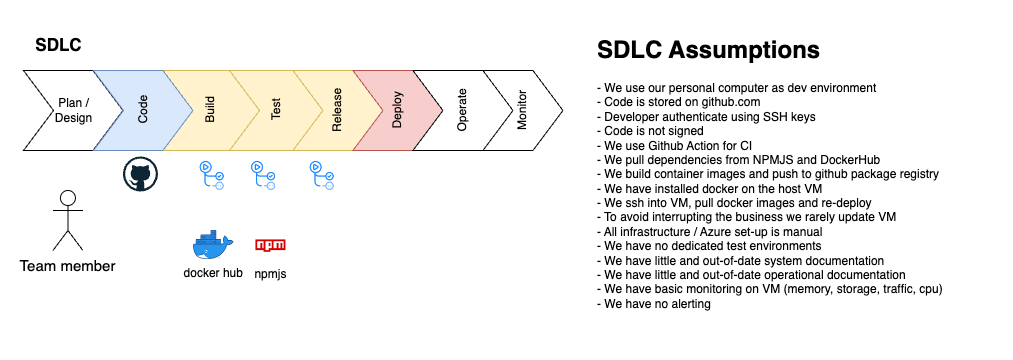 SDLC
Plan /
Design
Code
Build
Test
Release
Deploy
Operate
Monitor
Team member
docker hub
npm
npmjs
SDLC Assumptions
- We use our personal computer as dev environment
- Code is stored on github.com
- Developer authenticate using SSH keys
- Code is not signed
- We use Github Action for CI
- We pull dependencies from NPMJS and DockerHub
- We build container images and push to github package registry
- We have installed docker on the host VM
- We ssh into VM, pull docker images and re-deploy
- To avoid interrupting the business we rarely update VM
- All infrastructure / Azure set-up is manual
- We have no dedicated test environments
- We have little and out-of-date system documentation
- We have little and out-of-date operational documentation
- We have basic monitoring on VM (memory, storage, traffic, cpu)
- We have no alerting